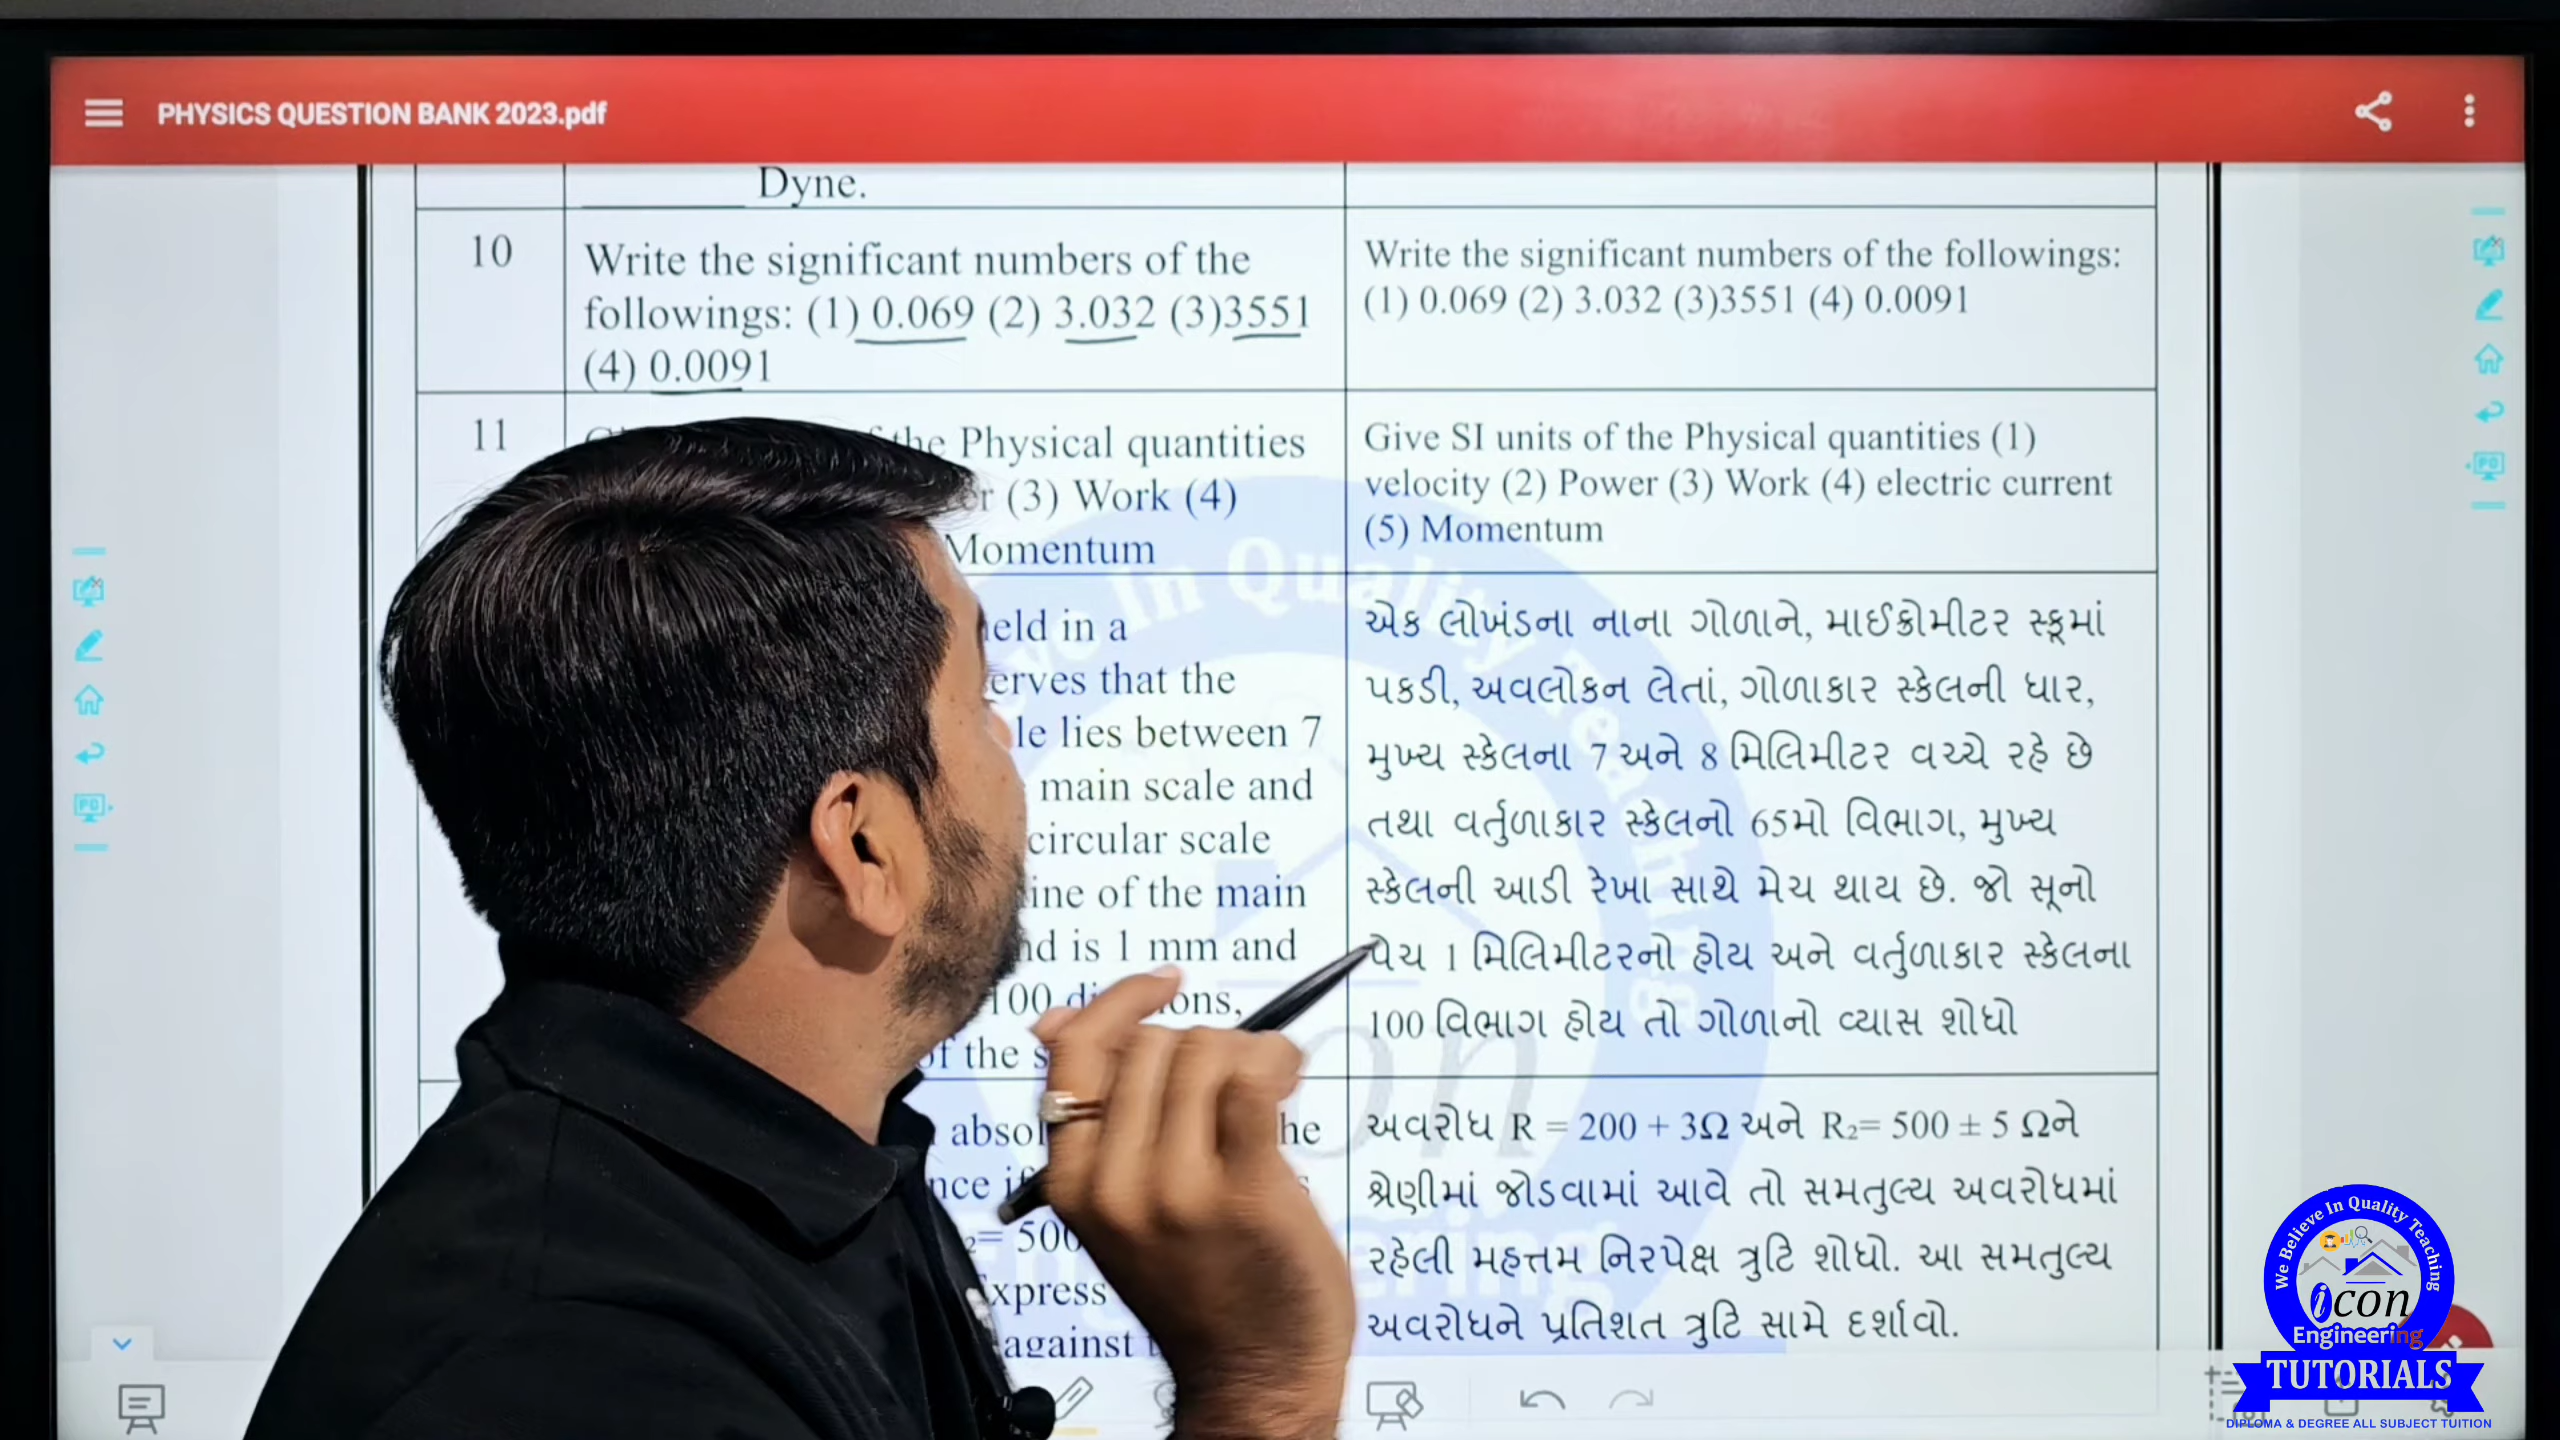 PHYSICS QUESTION BANK 2023.pdf
Dyne.
10
Write the significant numbers of the
followings: (1) 0.069 (2) 3.032 (3)3551
(4) 0.0091
Write the significant numbers of the followings:
(1) 0.069 (2) 3.032 (3)3551 (4) 0.0091
11
the Physical quantities
(3) Work (4)
Momentum
Give SI units of the Physical quantities (1)
velocity (2) Power (3) Work (4) electric current
(5) Momentum
in a
that the
lies between 7
main scale and
circular scale
of the main
is 1 mm and
100
of the
એક લોખંડના નાના ગોળાને, માઈક્રોમીટર સ્ક્રૂમાં
પકડી, અવલોકન લેતાં, ગોળાકાર સ્કેલની ધાર,
મુખ્ય સ્કેલના 7 અને 8 મિલિમીટર વચ્ચે રહે છે
તથા વર્તુળાકાર સ્કેલનો 65મો વિભાગ, મુખ્ય
સ્કેલની આડી રેખા સાથે મેચ થાય છે. જો સૂનો
પેચ 1 મિલિમીટરનો હોય અને વર્તુળાકાર સ્કેલના
100 વિભાગ હોય તો ગોળાનો વ્યાસ શોધો
against
અવરોધ R = 200 + 3Ω અને R₂= 500 ± 5 Ωને
શ્રેણીમાં જોડવામાં આવે તો સમતુલ્ય અવરોધમાં
રહેલી મહત્તમ નિરપેક્ષ ત્રુટિ શોધો. આ સમતુલ્ય
અવરોધને પ્રતિશત ત્રુટિ સામે દર્શાવો.
We Believe In Quality Teaching
icon
Engineering
TUTORIALS
DIPLOMA & DEGREE ALL SUBJECT TUITION